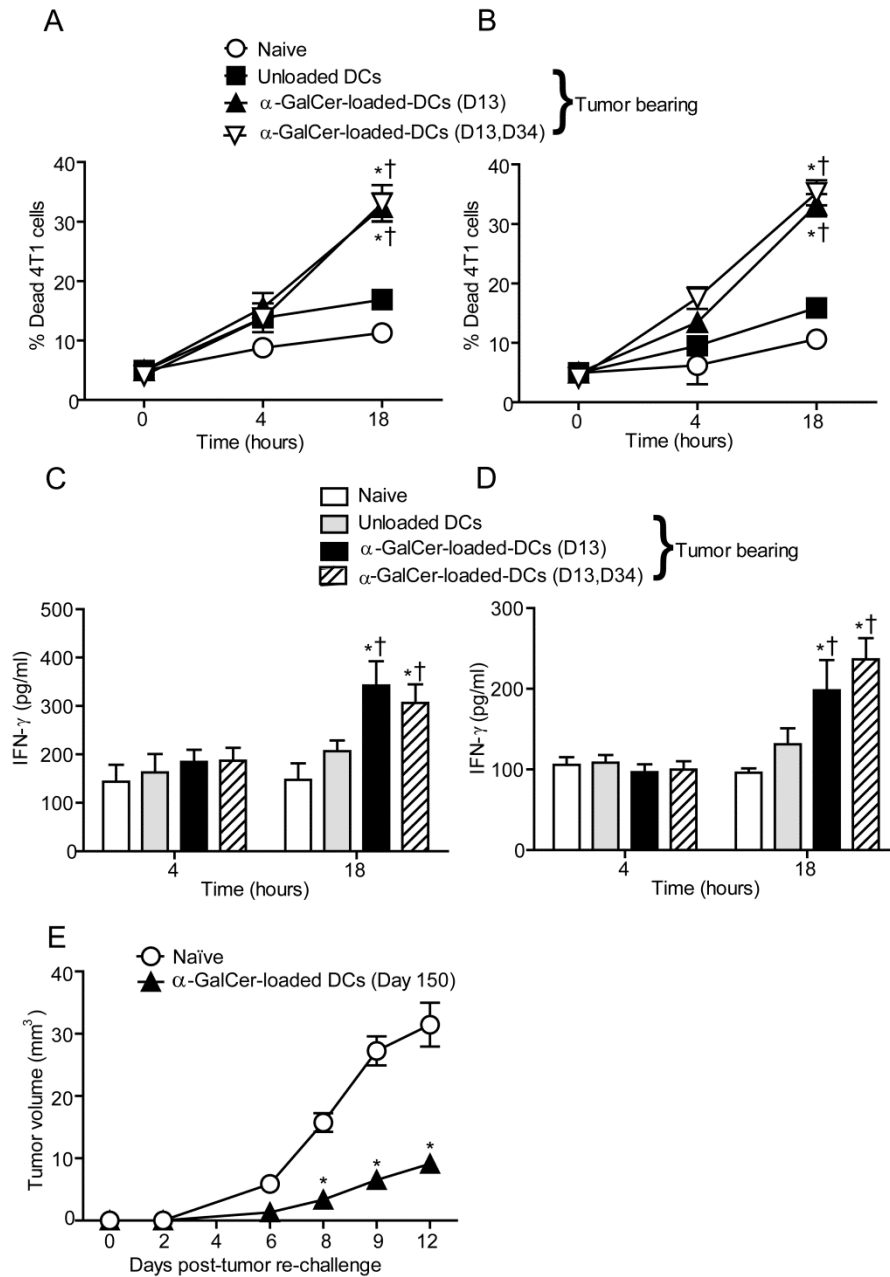 A
B
Naive
Unloaded DCs
α-GalCer-loaded-DCs (D13)
α-GalCer-loaded-DCs (D13,D34)
Tumor bearing
% Dead 4T1 cells
40
30
20
10
0
*†
*†
0 4 18
Time (hours)
% Dead 4T1 cells
40
30
20
10
0
*†
*†
0 4 18
Time (hours)
C
D
Naive
Unloaded DCs
α-GalCer-loaded-DCs (D13)
α-GalCer-loaded-DCs (D13,D34)
Tumor bearing
IFN-γ (pg/ml)
500
400
300
200
100
0
*†
*†
4 18
Time (hours)
IFN-γ (pg/ml)
300
200
100
0
*†
*†
4 18
Time (hours)
E
Naïve
α-GalCer-loaded DCs (Day 150)
Tumor volume (mm³)
40
30
20
10
0
* * *
0 2 4 6 8 9 12
Days post-tumor re-challenge